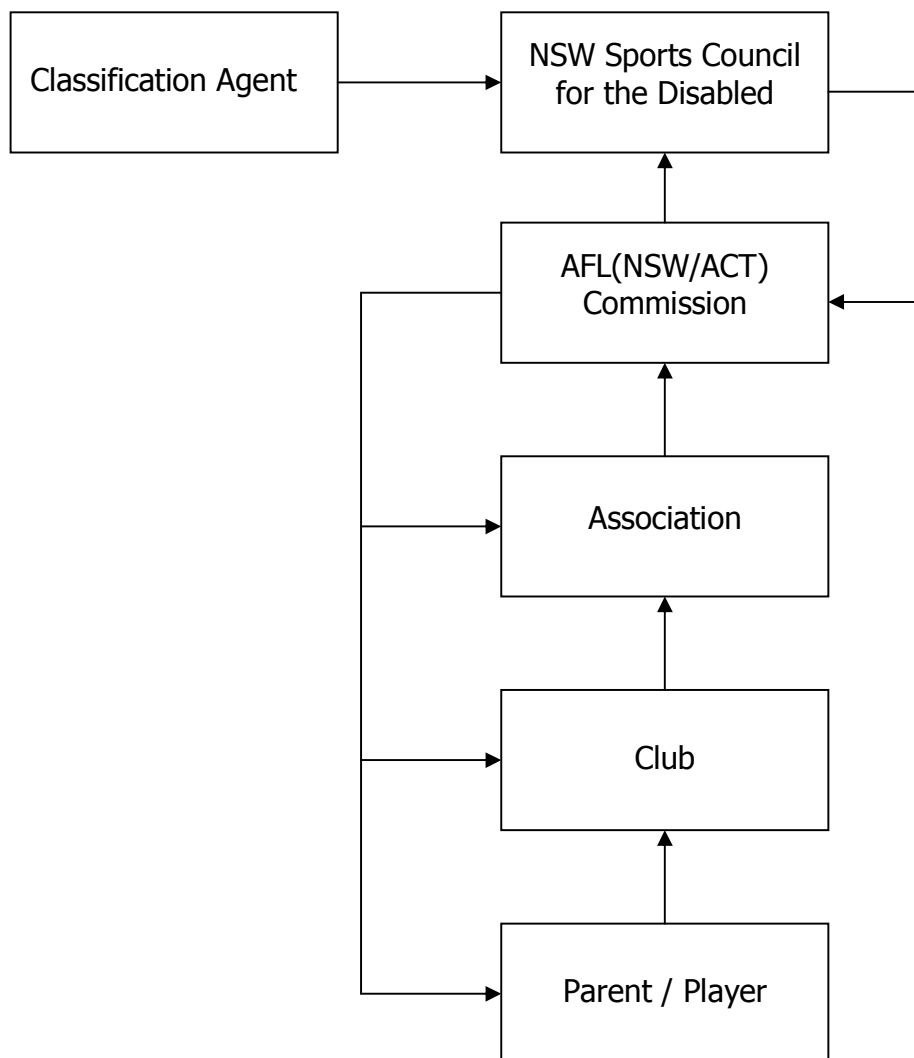 Classification Agent
NSW Sports Council
for the Disabled
AFL(NSW/ACT)
Commission
Association
Club
Parent / Player